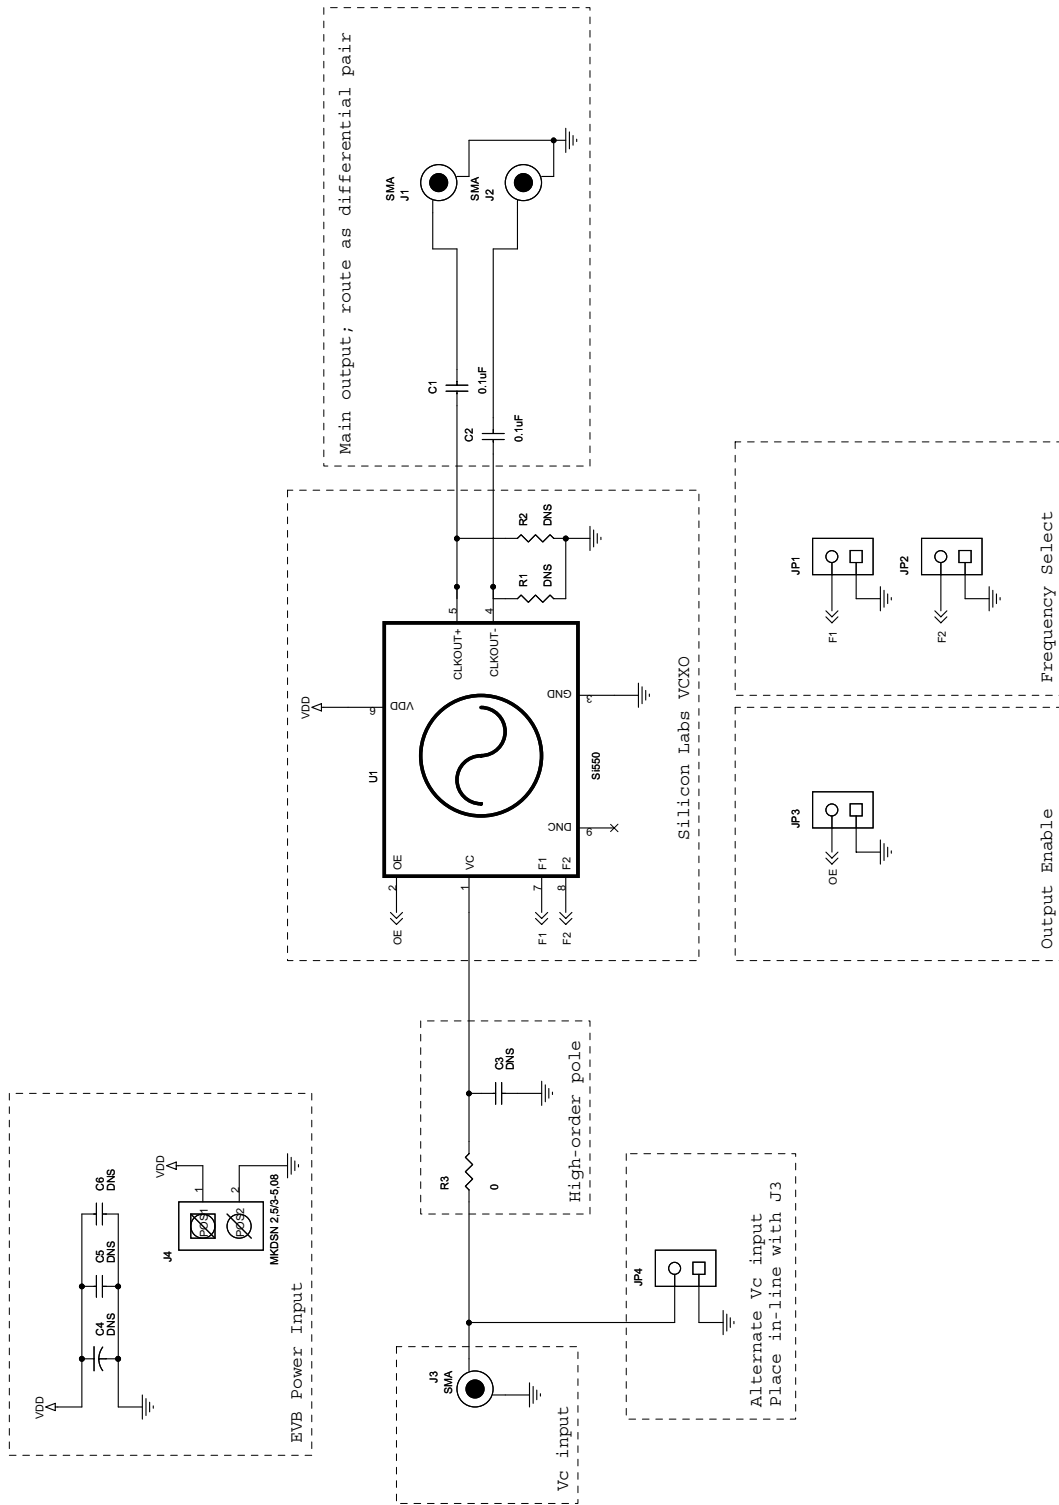 VDD
C4
DNS
C5
DNS
C6
DNS
VDD
J4
1
2
POS1
POS2
MKDSN 2,5/3-5,08
EVB Power Input
J3
SMA
Vc input
JP4
Alternate Vc input
Place in-line with J3
R3
0
C3
DNS
High-order pole
VDD
U1
6
VDD
OE
2
OE
1
VC
F1
7
F1
F2
8
F2
DNC
9
GND
3
CLKOUT+
5
CLKOUT-
4
Si550
R1
DNS
R2
DNS
Silicon Labs VCXO
C1
0.1uF
C2
0.1uF
SMA
J1
SMA
J2
Main output; route as differential pair
JP3
OE
Output Enable
JP1
F1
JP2
F2
Frequency Select